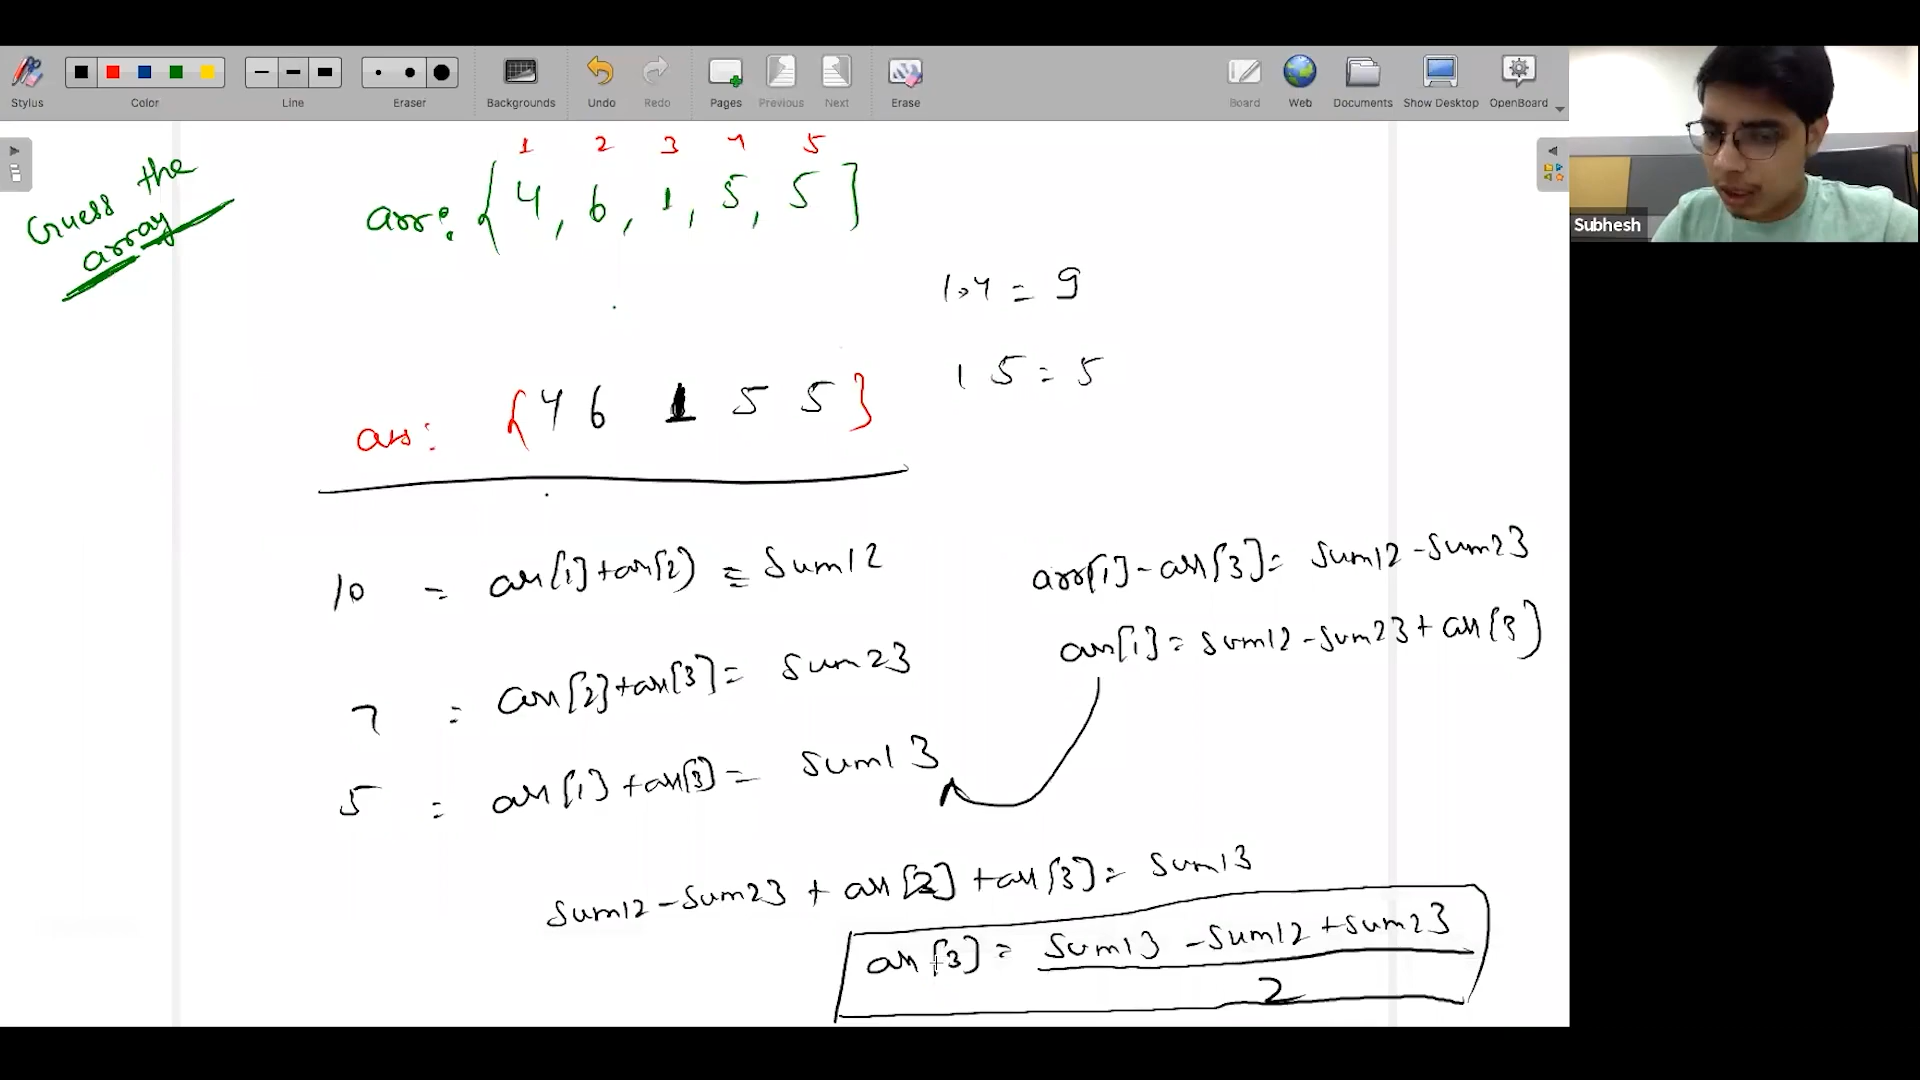 Stylus
Color
Line
Eraser
Backgrounds
Undo
Redo
Pages
Previous
Next
Erase
Board
Web
Documents
Show Desktop
OpenBoard
Subhesh
Guess the
array
1 2 3 4 5
arr: { 4, 6, 1, 5, 5 }
1,4 = 9
1 5 = 5
arr: { 4 6 1 5 5 }
10 = arr[1]+arr[2] = Sum12
7 = arr[2]+arr[3] = Sum23
5 = arr[1]+arr[3] = Sum13
arr[1]-arr[3] = Sum12-Sum23
arr[1] = Sum12-Sum23+arr[3]
Sum12-Sum23 + arr[2] +arr[3] = Sum13
arr[3] = Sum13-Sum12+Sum23
2